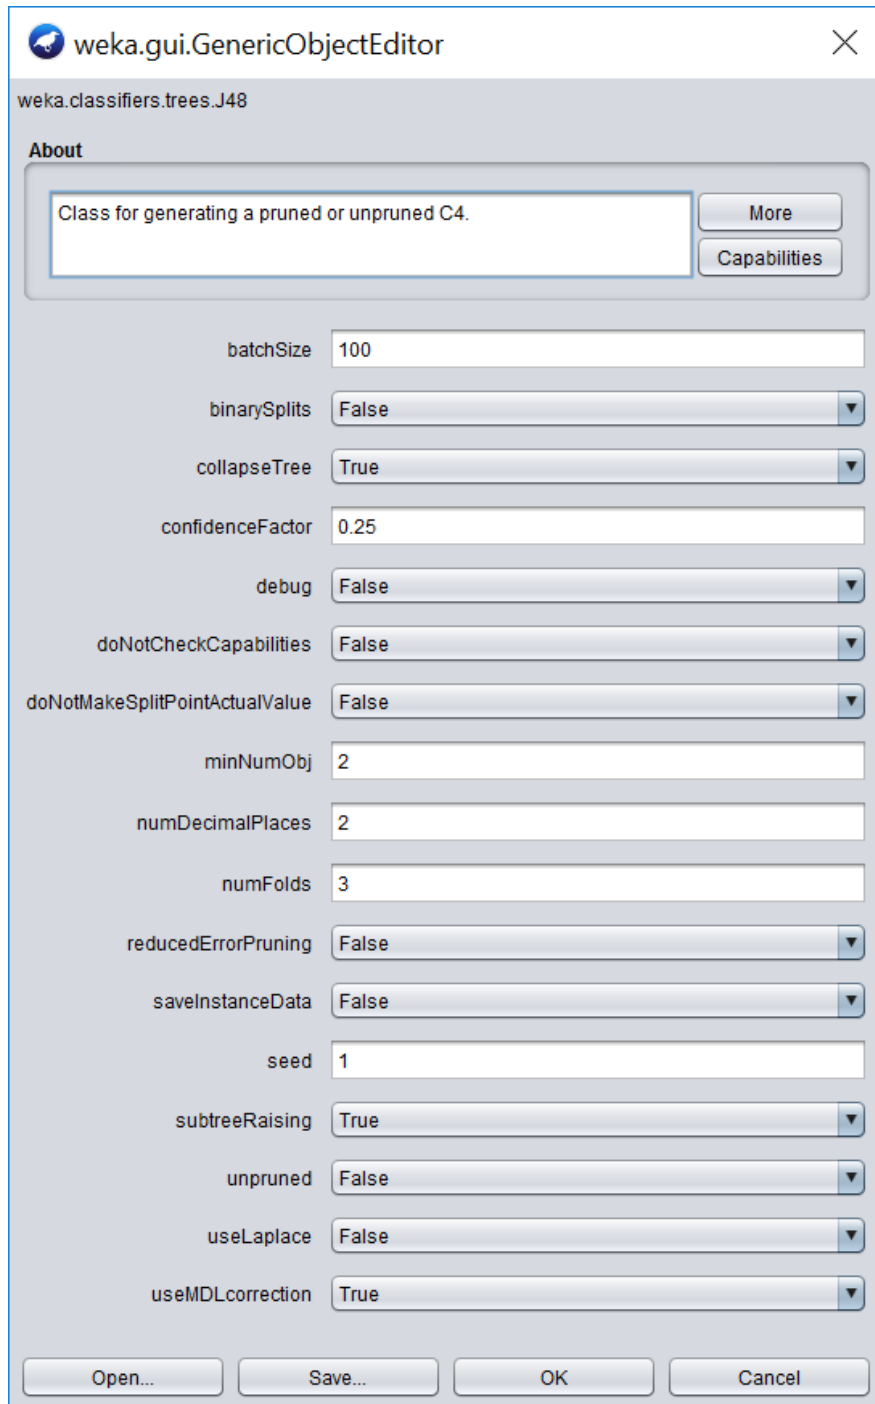 weka.gui.GenericObjectEditor
weka.classifiers.trees.J48
About
Class for generating a pruned or unpruned C4.
More
Capabilities
batchSize 100
binarySplits False
collapseTree True
confidenceFactor 0.25
debug False
doNotCheckCapabilities False
doNotMakeSplitPointActualValue False
minNumObj 2
numDecimalPlaces 2
numFolds 3
reducedErrorPruning False
saveInstanceData False
seed 1
subtreeRaising True
unpruned False
useLaplace False
useMDLcorrection True
Open... Save... OK Cancel